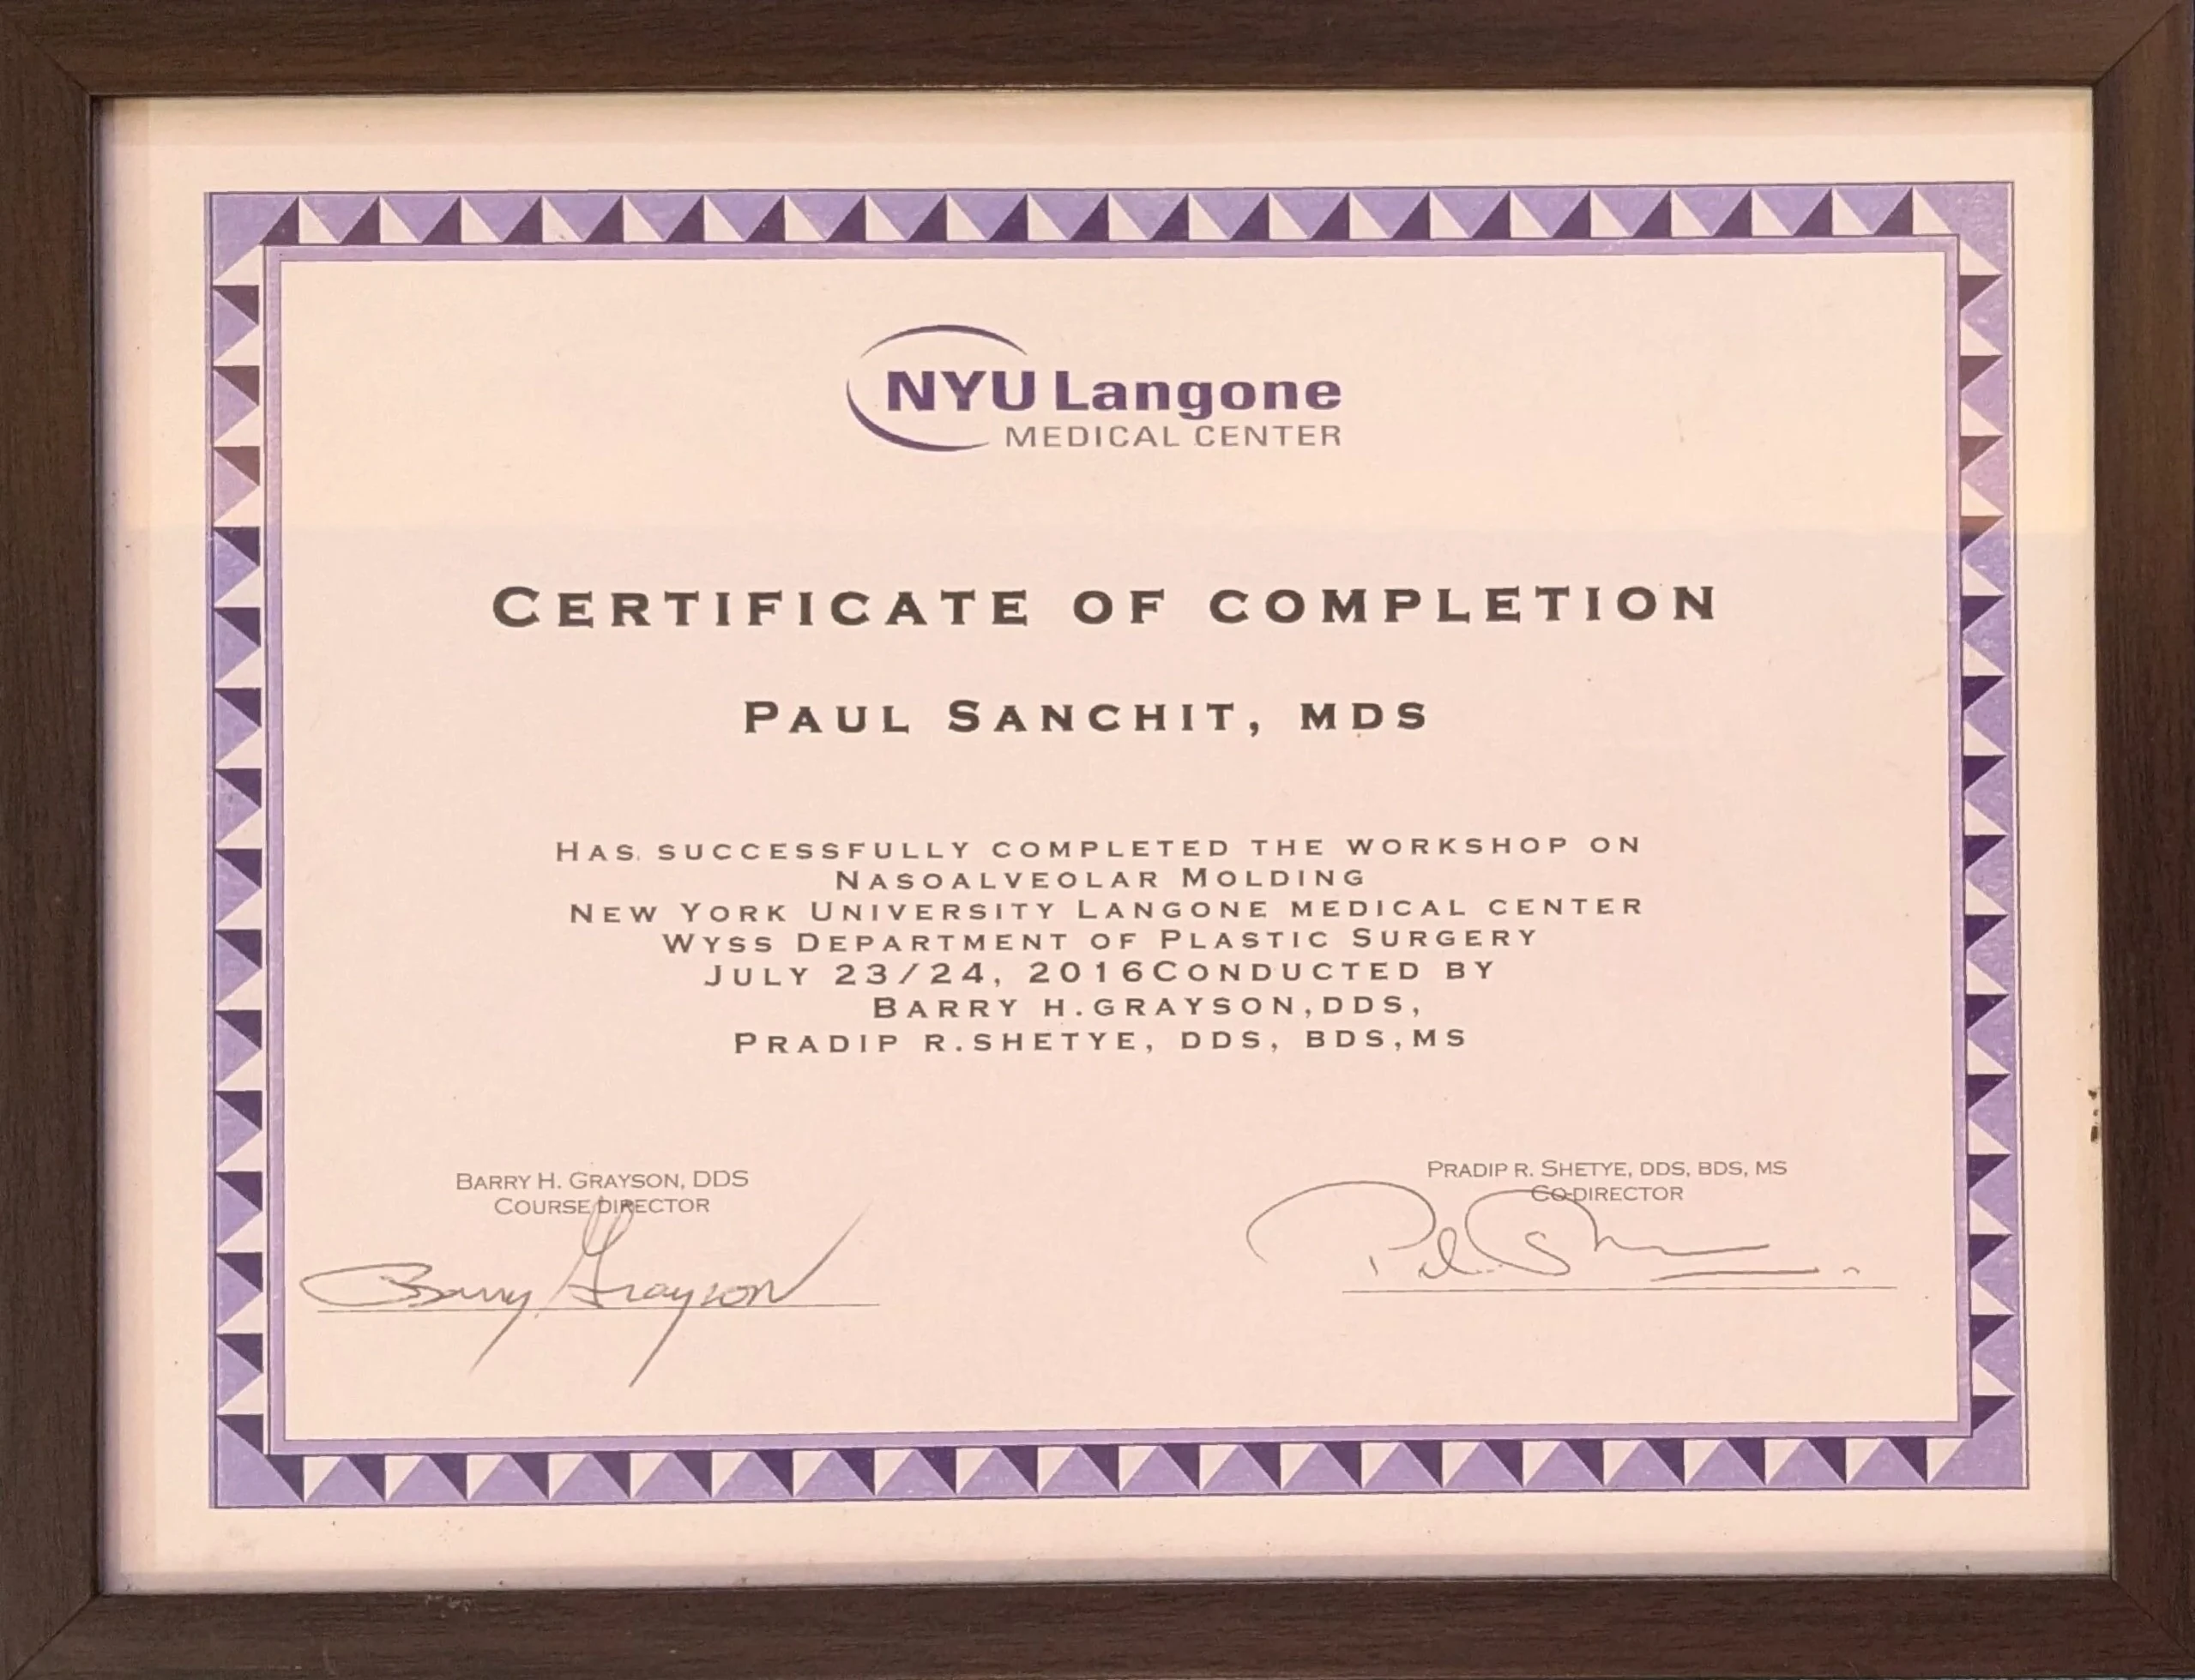 NYU Langone
MEDICAL CENTER
CERTIFICATE OF COMPLETION
PAUL SANCHIT, MDS
HAS SUCCESSFULLY COMPLETED THE WORKSHOP ON
NASOALVEOLAR MOLDING
NEW YORK UNIVERSITY LANGONE MEDICAL CENTER
WYSS DEPARTMENT OF PLASTIC SURGERY
JULY 23/24, 2016CONDUCTED BY
BARRY H.GRAYSON,DDS,
PRADIP R.SHETYE, DDS, BDS,MS
BARRY H. GRAYSON, DDS
COURSE DIRECTOR
Barry Grayson
PRADIP R. SHETYE, DDS, BDS, MS
CO-DIRECTOR